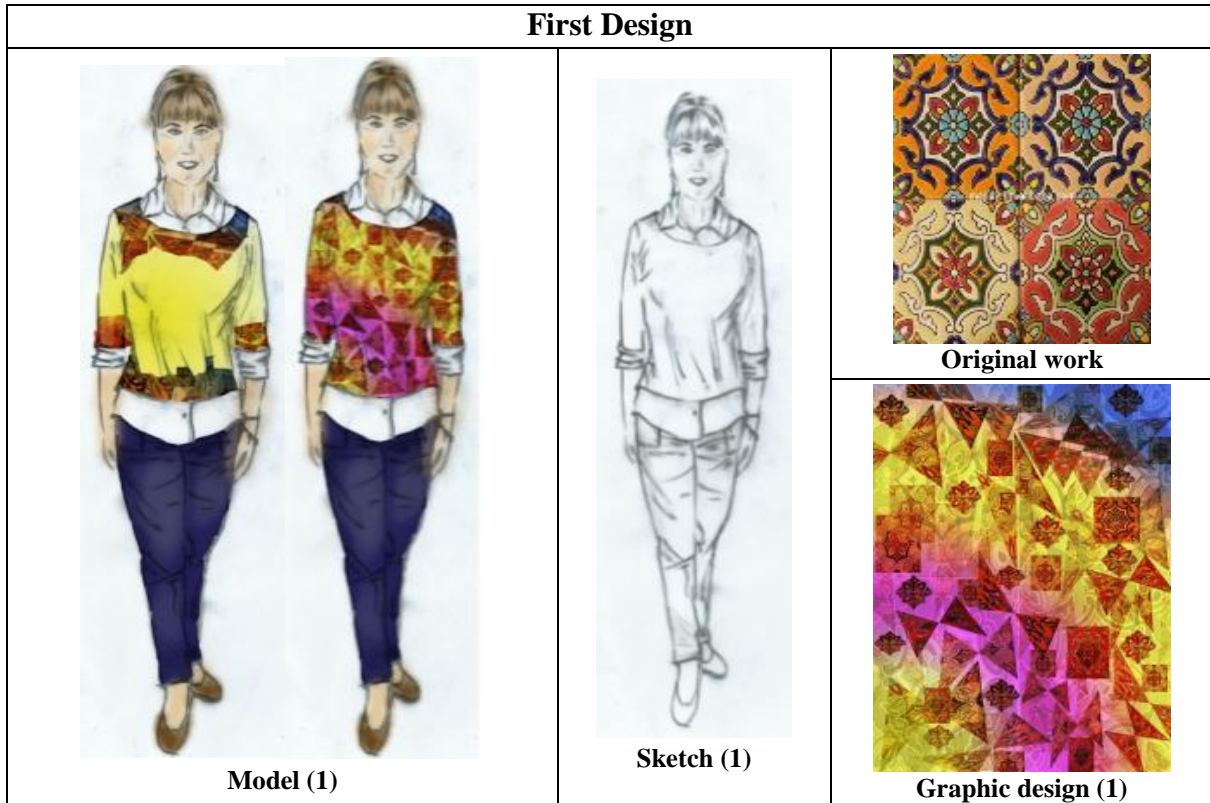 First Design
Model (1)
Sketch (1)
Original work
Graphic design (1)